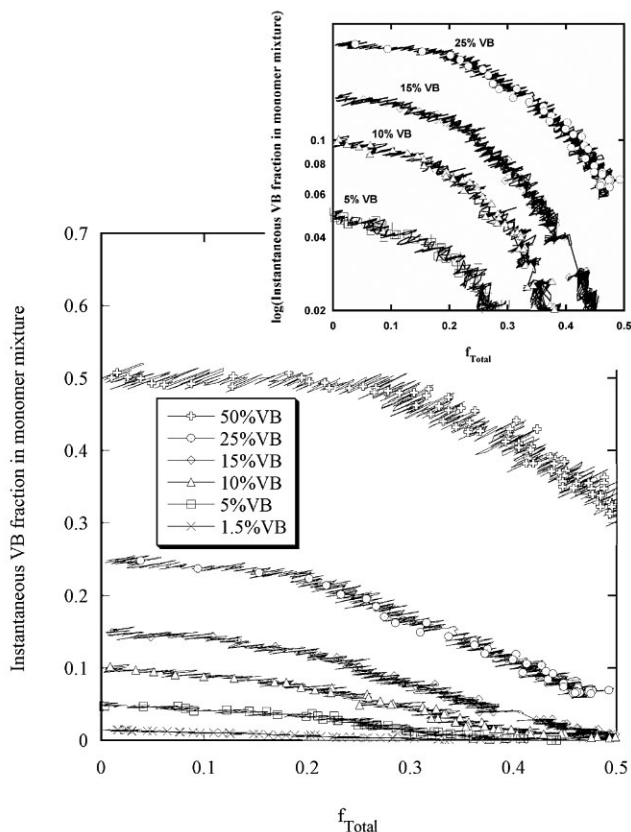 log(Instantaneous VB fraction in monomer mixture)
25% VB
15% VB
10% VB
5% VB
0.1
0.08
0.06
0.04
0.02
0 0.1 0.2 0.3 0.4 0.5
f_Total
Instantaneous VB fraction in monomer mixture
0.7
0.6
0.5
0.4
0.3
0.2
0.1
0
50%VB
25%VB
15%VB
10%VB
5%VB
1.5%VB
0 0.1 0.2 0.3 0.4 0.5
f_Total